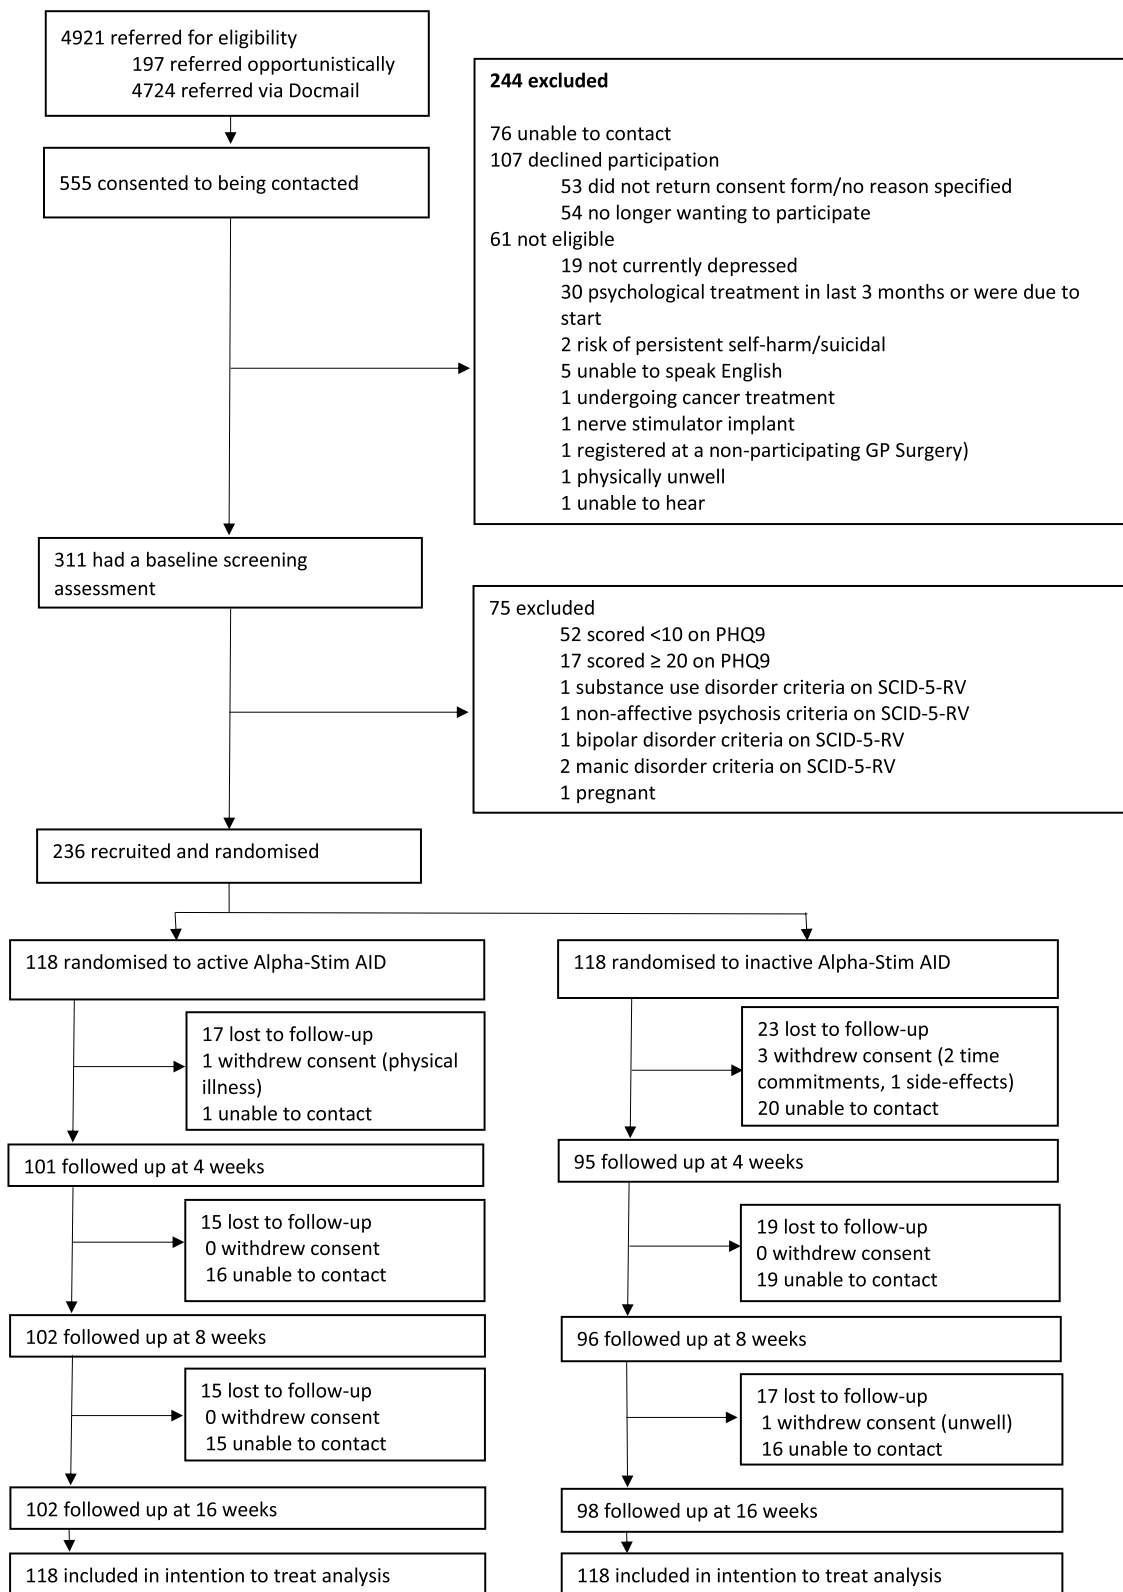 4921 referred for eligibility
197 referred opportunistically
4724 referred via Docmail
555 consented to being contacted
244 excluded
76 unable to contact
107 declined participation
53 did not return consent form/no reason specified
54 no longer wanting to participate
61 not eligible
19 not currently depressed
30 psychological treatment in last 3 months or were due to
start
2 risk of persistent self-harm/suicidal
5 unable to speak English
1 undergoing cancer treatment
1 nerve stimulator implant
1 registered at a non-participating GP Surgery)
1 physically unwell
1 unable to hear
311 had a baseline screening
assessment
75 excluded
52 scored <10 on PHQ9
17 scored ≥ 20 on PHQ9
1 substance use disorder criteria on SCID-5-RV
1 non-affective psychosis criteria on SCID-5-RV
1 bipolar disorder criteria on SCID-5-RV
2 manic disorder criteria on SCID-5-RV
1 pregnant
236 recruited and randomised
118 randomised to active Alpha-Stim AID
17 lost to follow-up
1 withdrew consent (physical
illness)
1 unable to contact
101 followed up at 4 weeks
15 lost to follow-up
0 withdrew consent
16 unable to contact
102 followed up at 8 weeks
15 lost to follow-up
0 withdrew consent
15 unable to contact
102 followed up at 16 weeks
118 included in intention to treat analysis
118 randomised to inactive Alpha-Stim AID
23 lost to follow-up
3 withdrew consent (2 time
commitments, 1 side-effects)
20 unable to contact
95 followed up at 4 weeks
19 lost to follow-up
0 withdrew consent
19 unable to contact
96 followed up at 8 weeks
17 lost to follow-up
1 withdrew consent (unwell)
16 unable to contact
98 followed up at 16 weeks
118 included in intention to treat analysis